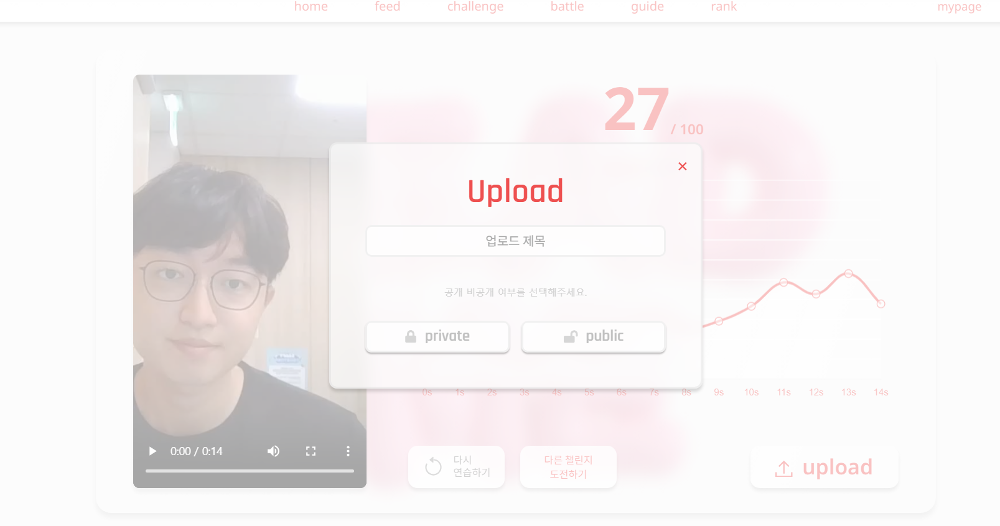 home feed challenge battle guide rank mypage
27 / 100
Upload
업로드 제목
공개 비공개 여부를 선택해주세요.
private public
0s 1s 2s 3s 4s 5s 6s 7s 8s 9s 10s 11s 12s 13s 14s
0:00 / 0:14
다시
연습하기
다른 챌린지
도전하기
upload